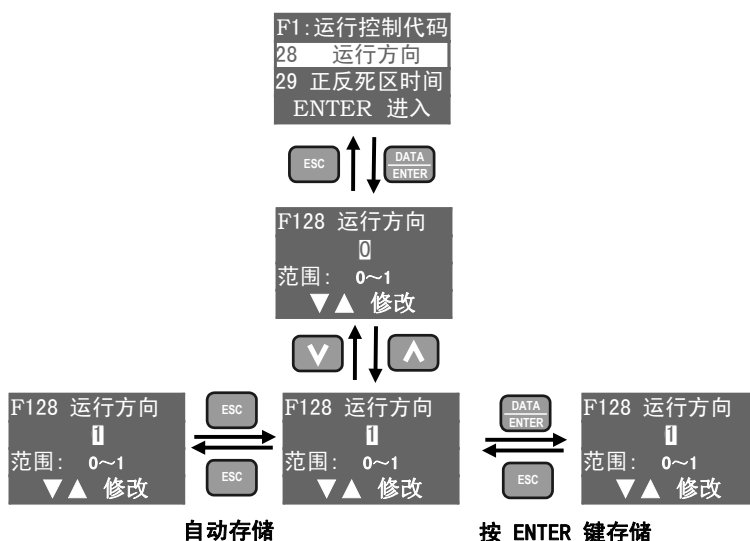 F1:运行控制代码
28 运行方向
29 正反死区时间
ENTER 进入
ESC
DATA
ENTER
F128 运行方向
0
范围: 0～1
▼▲ 修改
F128 运行方向
1
范围: 0～1
▼▲ 修改
ESC
ESC
F128 运行方向
1
范围: 0～1
▼▲ 修改
DATA
ENTER
ESC
F128 运行方向
1
范围: 0～1
▼▲ 修改
自动存储
按 ENTER 键存储